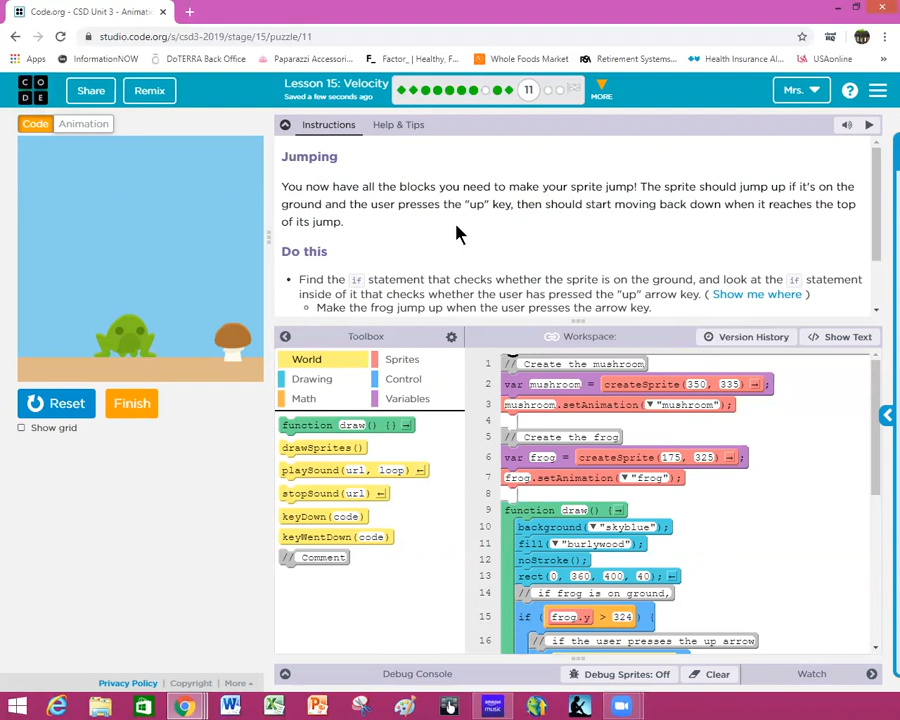 Code.org - CSD Unit 3 - Animati
studio.code.org/s/csd3-2019/stage/15/puzzle/11
Apps
InformationNOW
DoTERRA Back Office
Paparazzi Accessori...
Factor_ | Healthy, F...
Whole Foods Market
Retirement Systems...
Health Insurance Al...
USAonline
C O
D E
Share
Remix
Lesson 15: Velocity
Saved a few seconds ago
11
MORE
Mrs.
Code
Animation
Instructions
Help & Tips
Jumping
You now have all the blocks you need to make your sprite jump! The sprite should jump up if it's on the
ground and the user presses the "up" key, then should start moving back down when it reaches the top
of its jump.
Do this
Find the if statement that checks whether the sprite is on the ground, and look at the if statement
inside of it that checks whether the user has pressed the "up" arrow key. ( Show me where )
Make the frog jump up when the user presses the arrow key.
Toolbox
Workspace:
Version History
Show Text
World
Sprites
Drawing
Control
Math
Variables
function draw() {}
drawSprites()
playSound(url, loop)
stopSound(url)
keyDown(code)
keyWentDown(code)
// Comment
1 // Create the mushroom
2 var mushroom = createSprite(350, 335);
3 mushroom.setAnimation("mushroom");
4
5 // Create the frog
6 var frog = createSprite(175, 325);
7 frog.setAnimation("frog");
8
9 function draw() {
10 background("skyblue");
11 fill("burlywood");
12 noStroke();
13 rect(0, 360, 400, 40);
14 // if frog is on ground,
15 if (frog.y > 324) {
16 // if the user presses the up arrow
Reset
Finish
Show grid
Debug Console
Debug Sprites: Off
Clear
Watch
Privacy Policy | Copyright | More